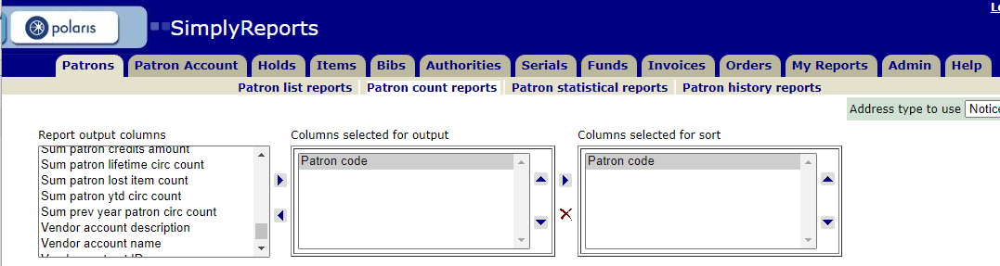 Lo
polaris
SimplyReports
Patrons Patron Account Holds Items Bibs Authorities Serials Funds Invoices Orders My Reports Admin Help
Patron list reports Patron count reports Patron statistical reports Patron history reports
Address type to use Notice
Report output columns Columns selected for output Columns selected for sort
Sum patron credits amount
Patron code Patron code
Sum patron lifetime circ count
Sum patron lost item count
Sum patron ytd circ count
Sum prev year patron circ count
Vendor account description
Vendor account name